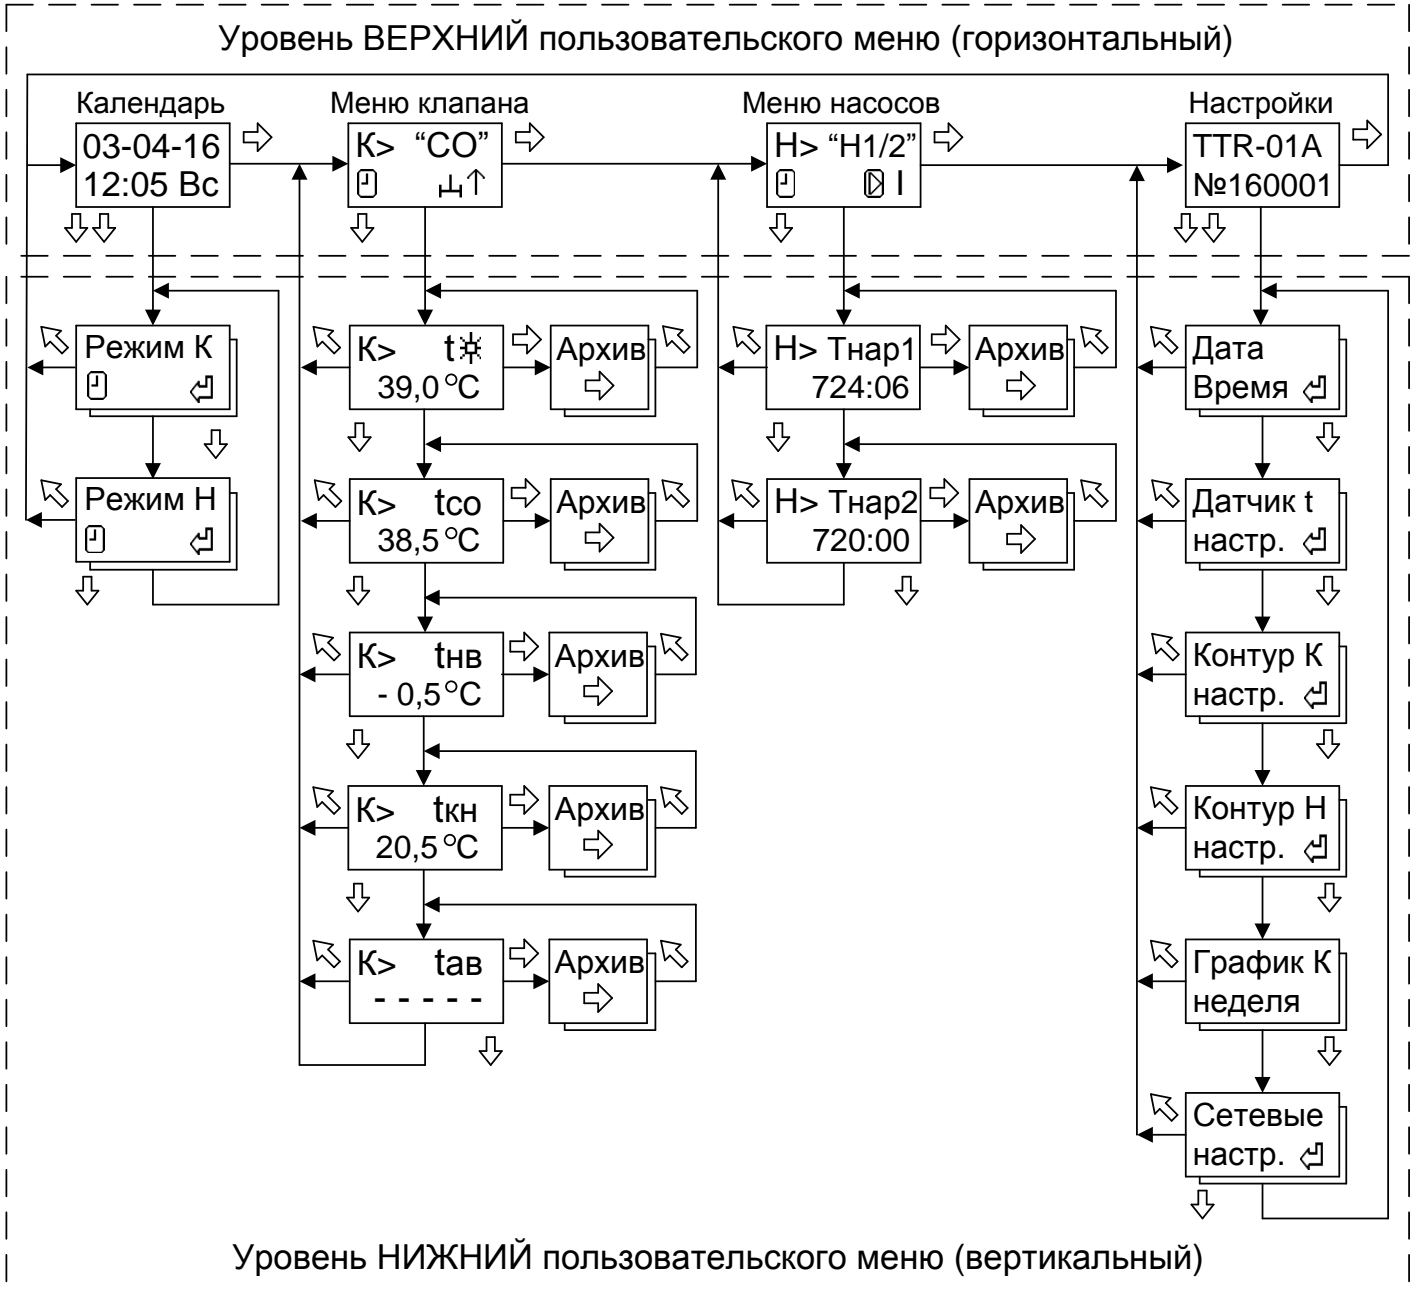 Уровень ВЕРХНИЙ пользовательского меню (горизонтальный)
Календарь
03-04-16
12:05 Вс
Меню клапана
К> “СО”
Меню насосов
Н> “Н1/2”
I
Настройки
TTR-01A
№160001
Режим К
Режим Н
К> t
39,0 °C
Архив
К> tсо
38,5 °C
Архив
К> tнв
- 0,5 °C
Архив
К> tкн
20,5 °C
Архив
К> tав
- - - - -
Архив
Н> Тнар1
724:06
Архив
Н> Тнар2
720:00
Архив
Дата
Время
Датчик t
настр.
Контур К
настр.
Контур Н
настр.
График К
неделя
Сетевые
настр.
Уровень НИЖНИЙ пользовательского меню (вертикальный)